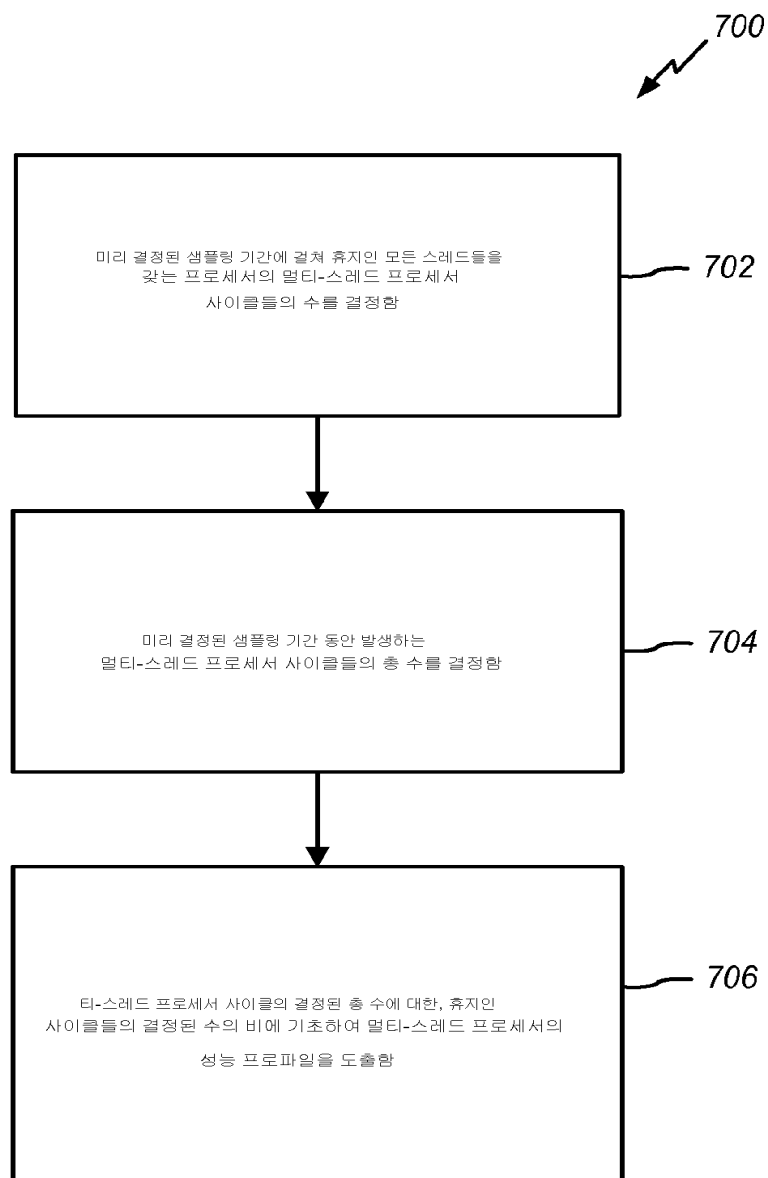 700
미리 결정된 샘플링 기간에 걸쳐 휴지인 모든 스레드들을
갖는 프로세서의 멀티-스레드 프로세서
사이클들의 수를 결정함
702
미리 결정된 샘플링 기간 동안 발생하는
멀티-스레드 프로세서 사이클들의 총 수를 결정함
704
티-스레드 프로세서 사이클의 결정된 총 수에 대한, 휴지인
사이클들의 결정된 수의 비에 기초하여 멀티-스레드 프로세서의
성능 프로파일을 도출함
706